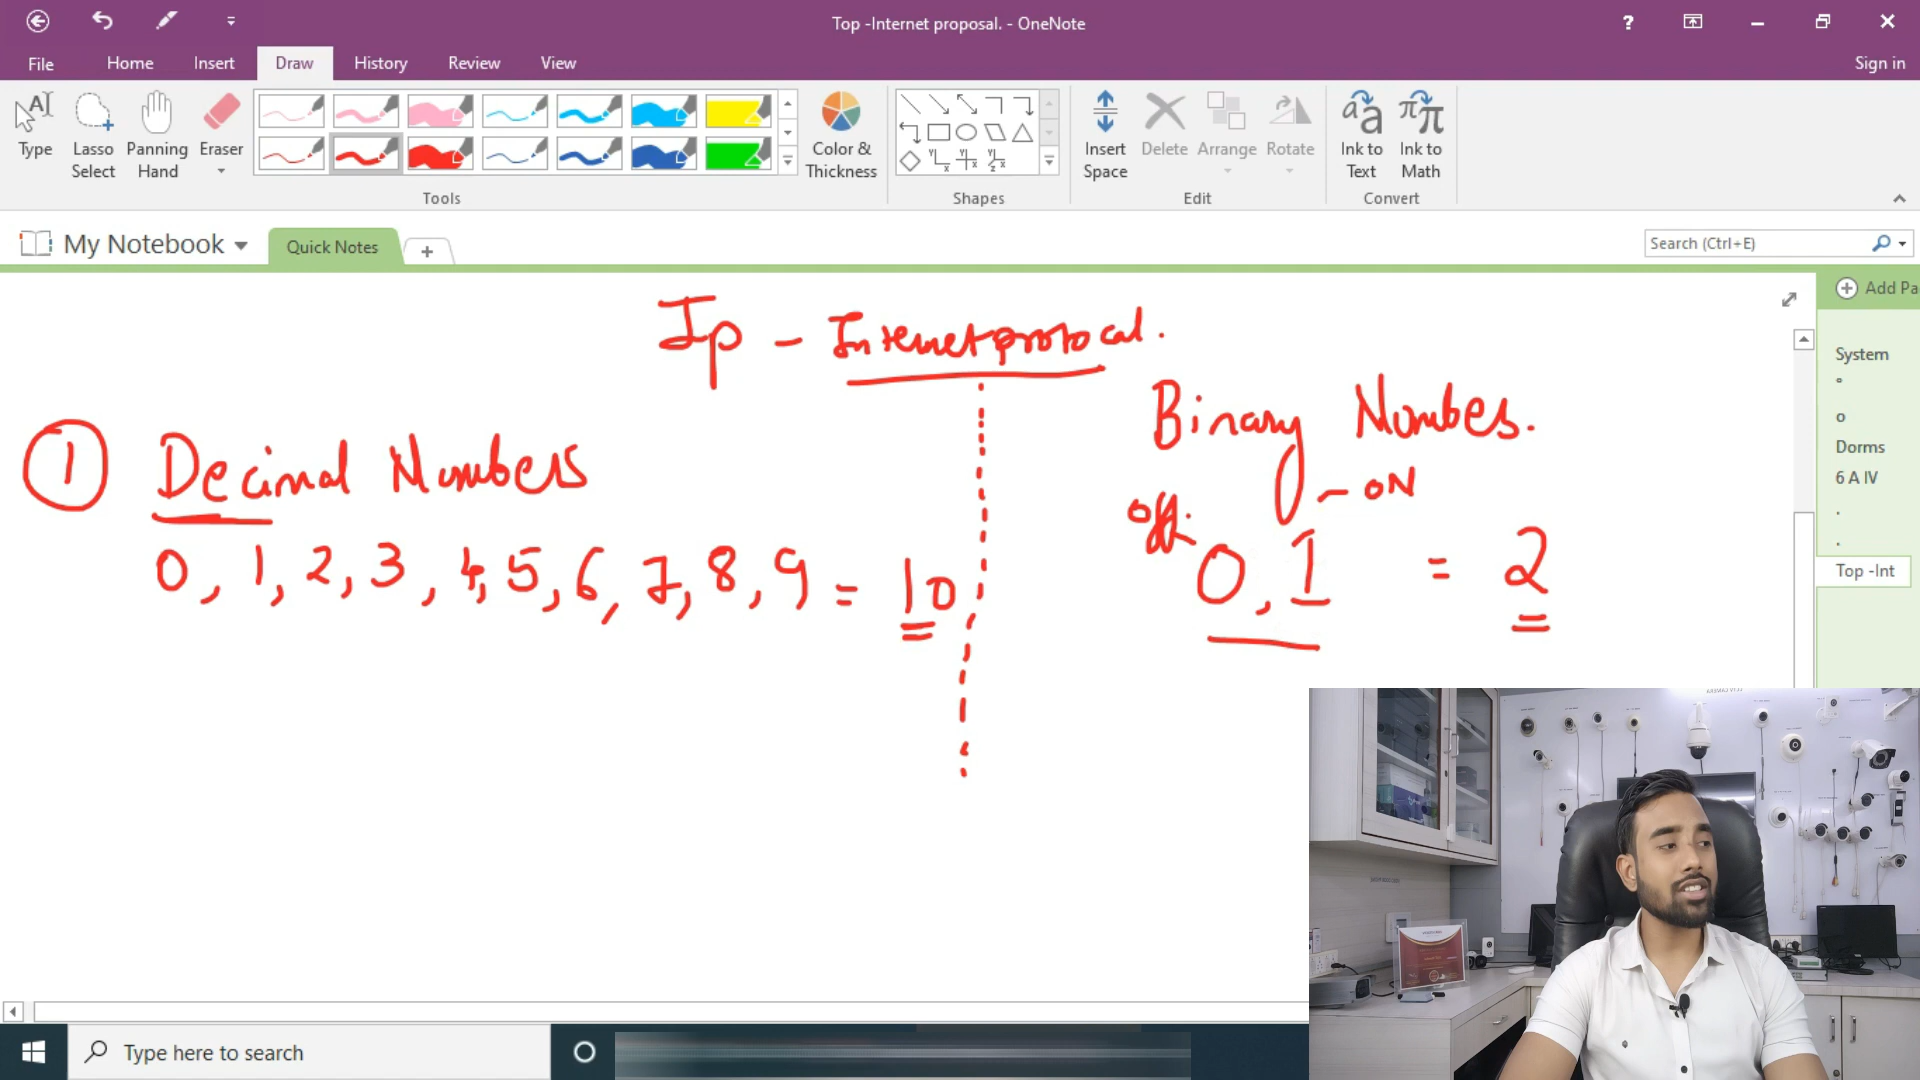 Top -Internet proposal. - OneNote
?
File
Home
Insert
Draw
History
Review
View
Sign in
Type
Lasso Select
Panning Hand
Eraser
Color & Thickness
Insert Space
Delete
Arrange
Rotate
Ink to Text
Ink to Math
Tools
Shapes
Edit
Convert
My Notebook
Quick Notes
+
Search (Ctrl+E)
Add Pa
System
Dorms
6 A IV
Top -Int
Ip - Internet protocal.
1 Decimal Numbers
0, 1, 2, 3, 4, 5, 6, 7, 8, 9 = 10
Binary Numbes.
off. - ON
0, 1 = 2
Type here to search